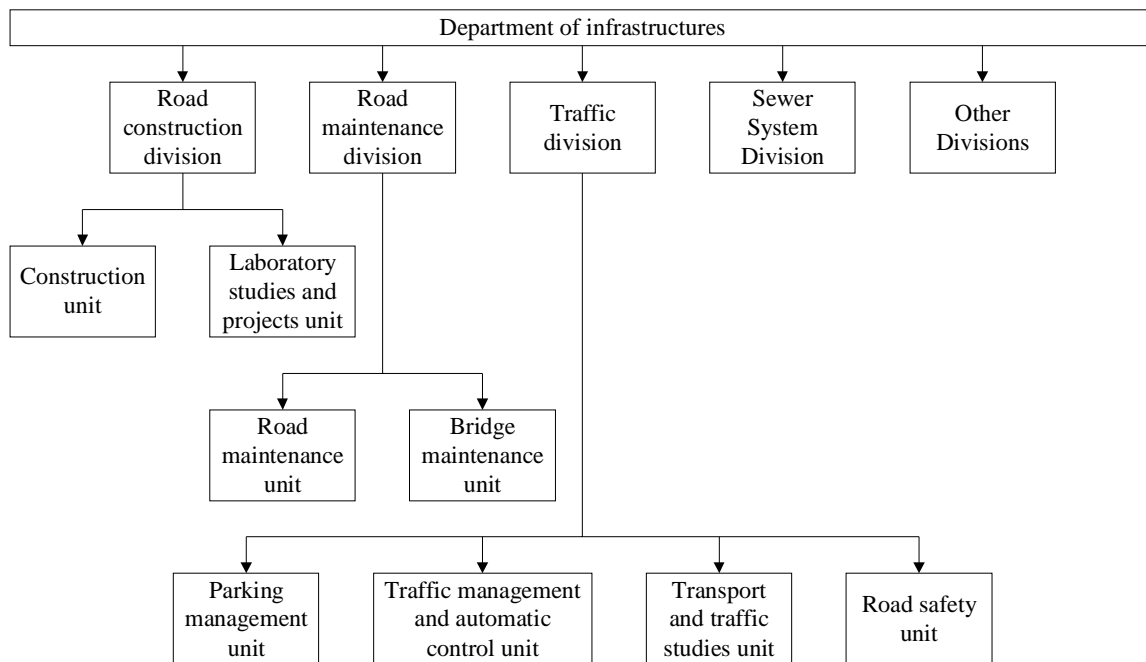 Department of infrastructures
Road
construction
division
Road
maintenance
division
Traffic
division
Sewer
System
Division
Other
Divisions
Construction
unit
Laboratory
studies and
projects unit
Road
maintenance
unit
Bridge
maintenance
unit
Parking
management
unit
Traffic management
and automatic
control unit
Transport
and traffic
studies unit
Road safety
unit